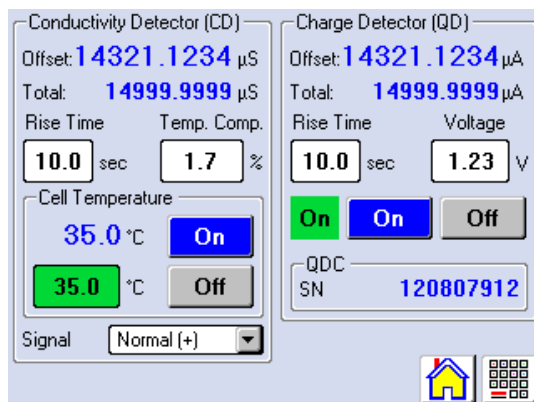 Conductivity Detector (CD)
Offset: 14321.1234 µS
Total: 14999.9999 µS
Rise Time Temp. Comp.
10.0 sec 1.7 %
Cell Temperature
35.0 °C On
35.0 °C Off
Signal Normal (+)
Charge Detector (QD)
Offset: 14321.1234 µA
Total: 14999.9999 µA
Rise Time Voltage
10.0 sec 1.23 V
On On Off
QDC
SN 120807912